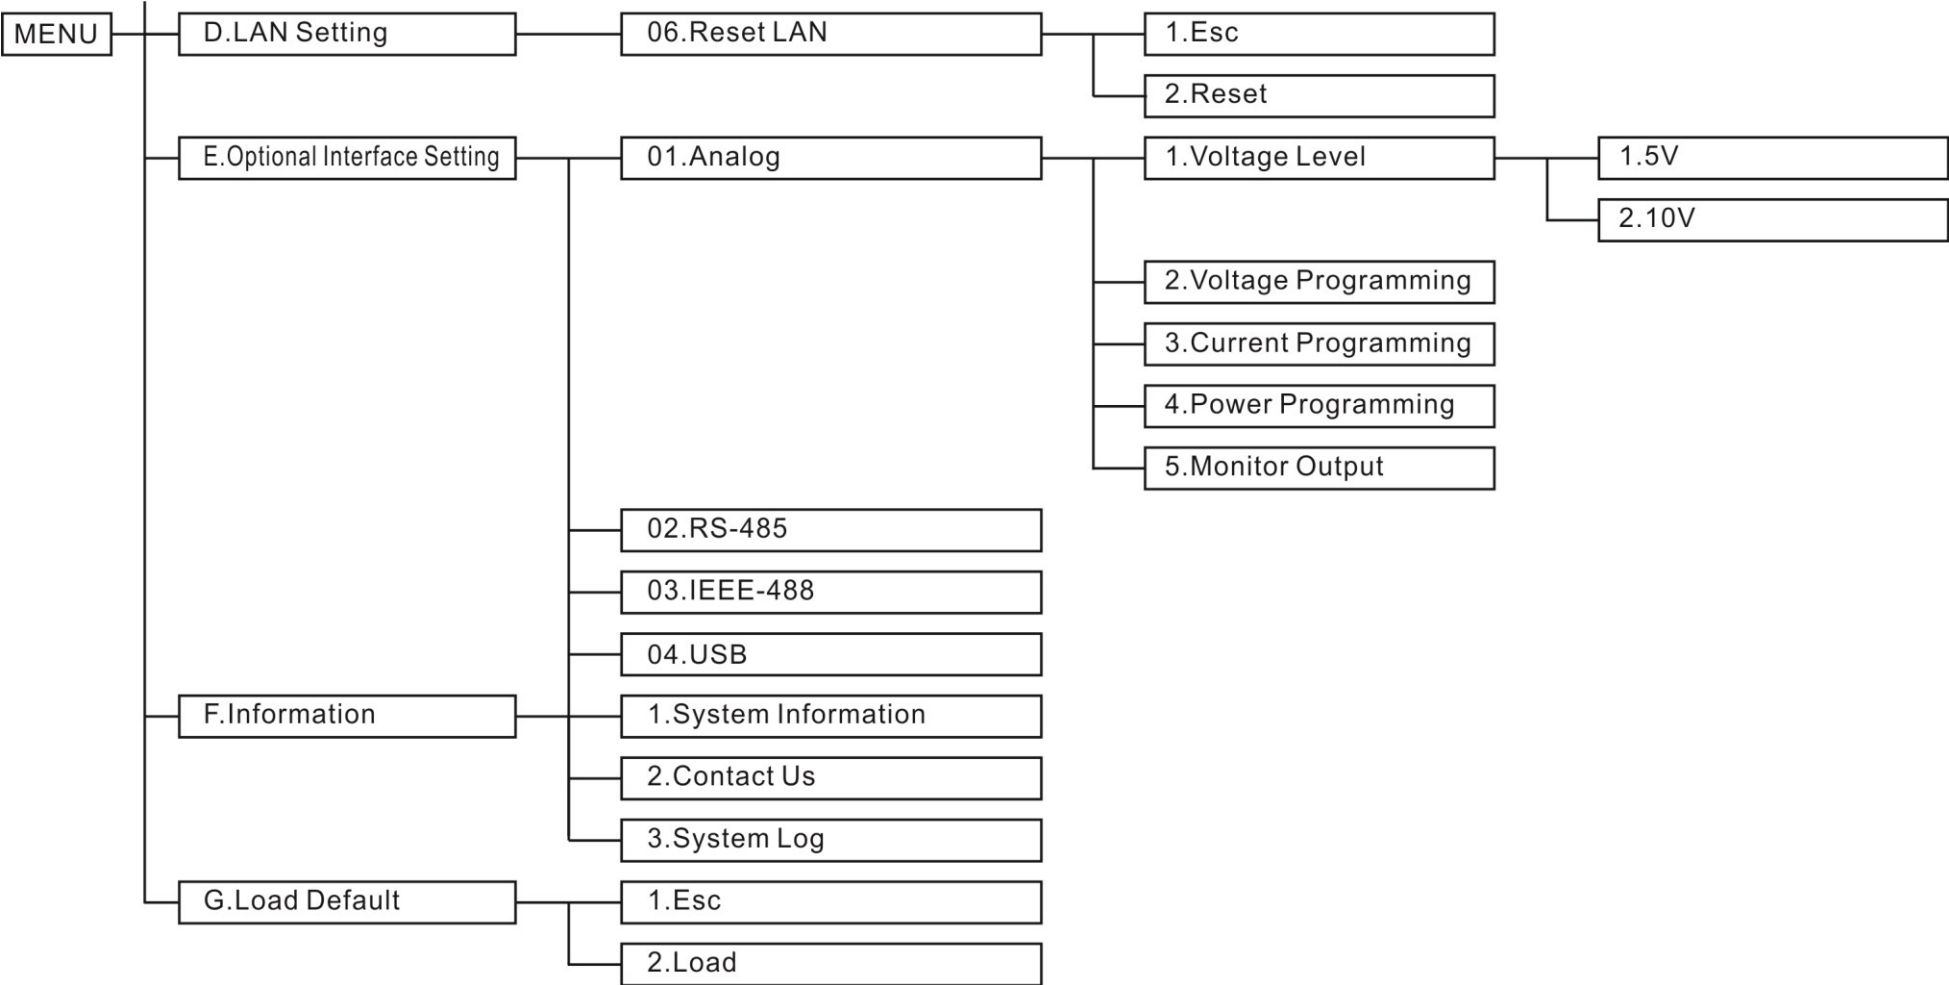 MENU
D.LAN Setting
06.Reset LAN
1.Esc
2.Reset
E.Optional Interface Setting
01.Analog
1.Voltage Level
1.5V
2.10V
2.Voltage Programming
3.Current Programming
4.Power Programming
5.Monitor Output
02.RS-485
03.IEEE-488
04.USB
F.Information
1.System Information
2.Contact Us
3.System Log
G.Load Default
1.Esc
2.Load